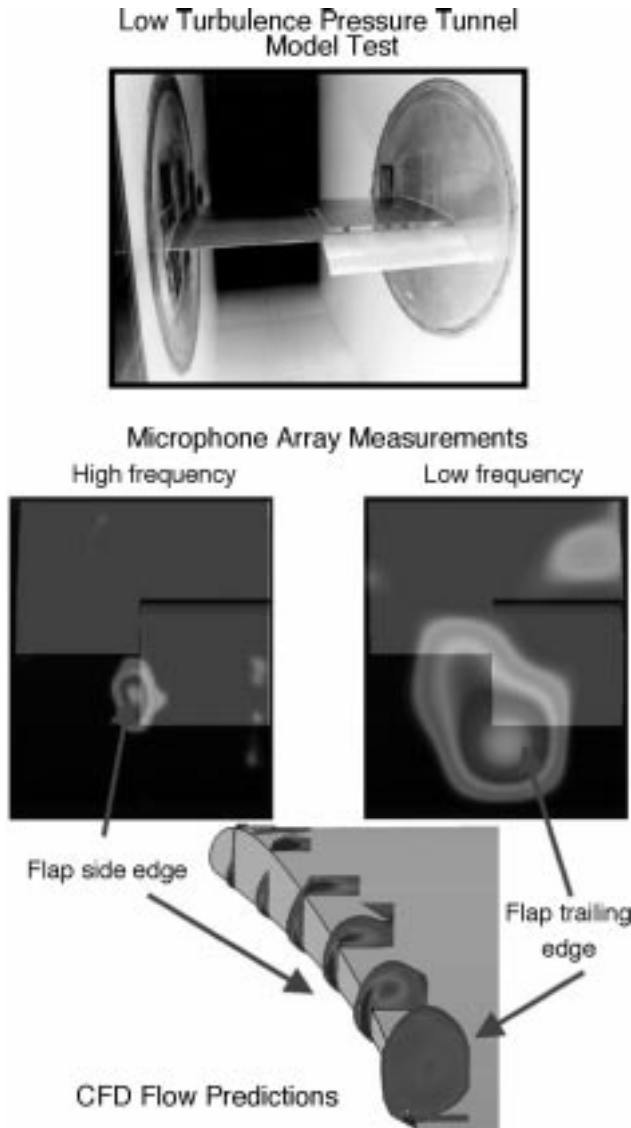 Low Turbulence Pressure Tunnel
Model Test
Microphone Array Measurements
High frequency
Low frequency
Flap side edge
Flap trailing
edge
CFD Flow Predictions